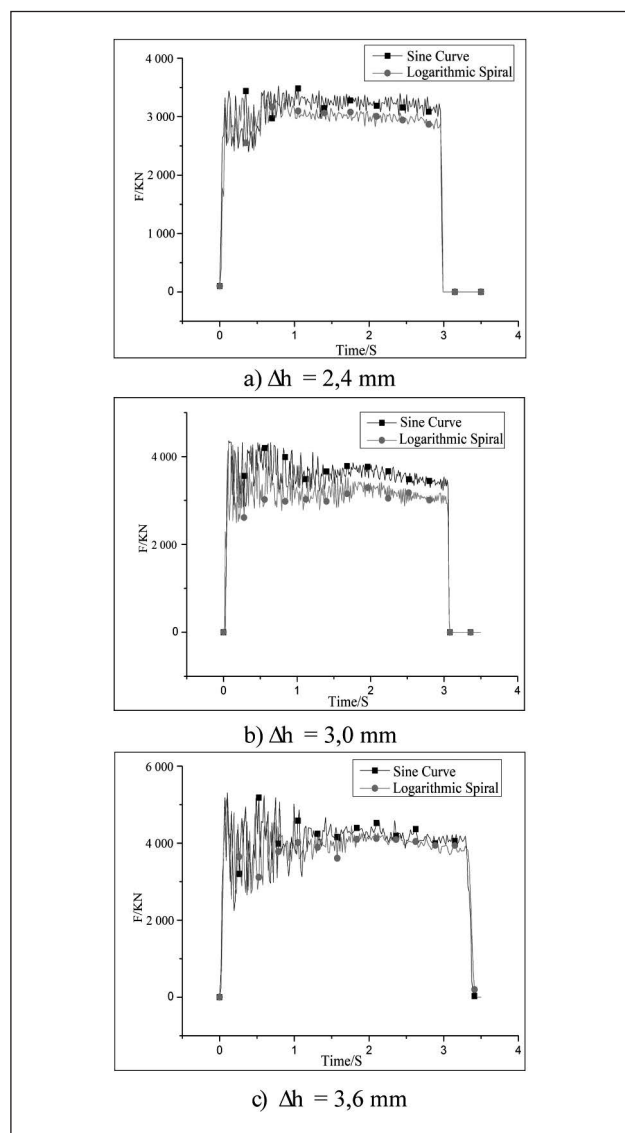 4 000
Sine Curve
Logarithmic Spiral
3 000
F/KN
2 000
1 000
0
0 1 2 3 4
Time/S
a) Δh = 2,4 mm
Sine Curve
Logarithmic Spiral
4 000
F/KN
2 000
0
0 1 2 3 4
Time/S
b) Δh = 3,0 mm
6 000
Sine Curve
Logarithmic Spiral
4 000
F/KN
2 000
0
0 1 2 3 4
Time/S
c) Δh = 3,6 mm